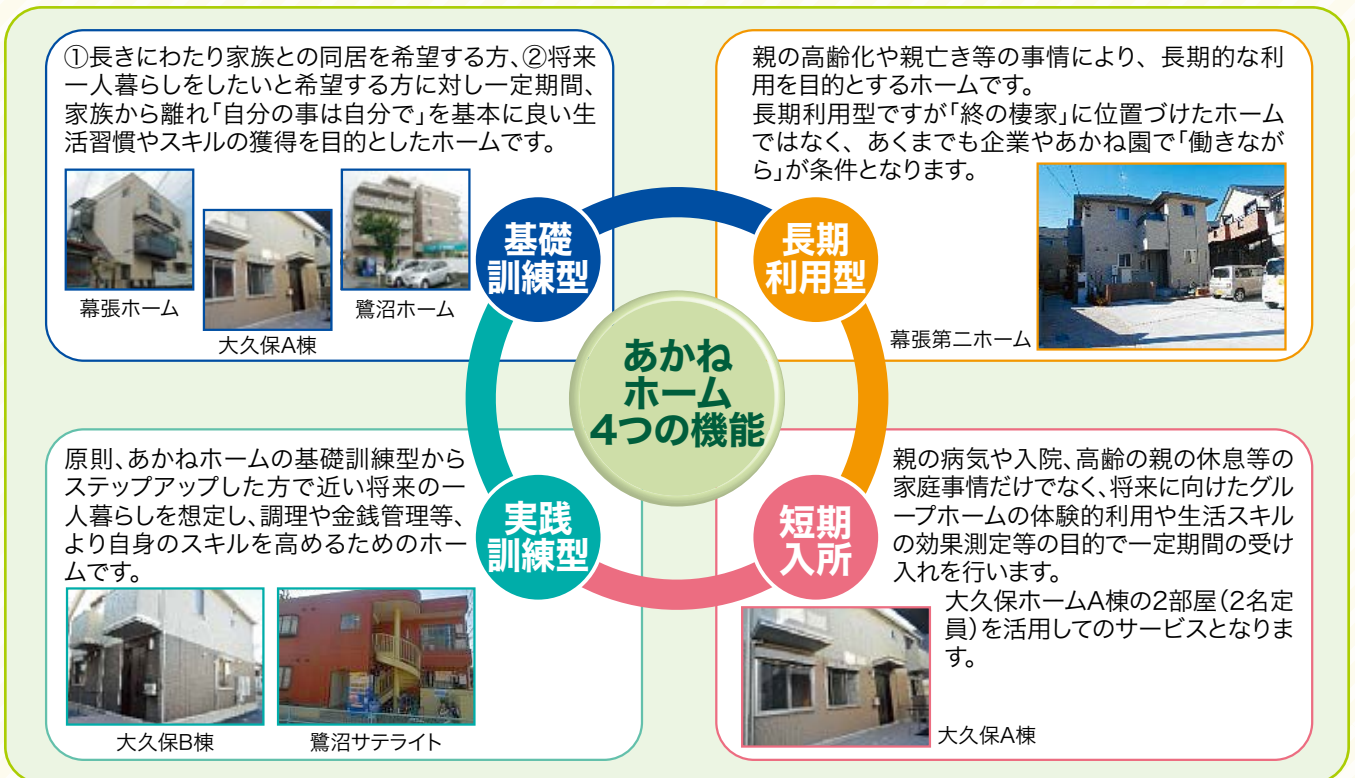 ①長きにわたり家族との同居を希望する方、②将来
一人暮らしをしたいと希望する方に対し一定期間、
家族から離れ「自分の事は自分で」を基本に良い生
活習慣やスキルの獲得を目的としたホームです。
幕張ホーム
大久保A棟
鷺沼ホーム
基礎
訓練型
親の高齢化や親亡き等の事情により、長期的な利
用を目的とするホームです。
長期利用型ですが「終の棲家」に位置づけたホーム
ではなく、あくまでも企業やあかね園で「働きなが
ら」が条件となります。
幕張第二ホーム
長期
利用型
あかね
ホーム
4つの機能
原則、あかねホームの基礎訓練型から
ステップアップした方で近い将来の一
人暮らしを想定し、調理や金銭管理等、
より自身のスキルを高めるためのホー
ムです。
大久保B棟
鷺沼サテライト
実践
訓練型
短期
入所
親の病気や入院、高齢の親の休息等の
家庭事情だけでなく、将来に向けたグル
ープホームの体験的利用や生活スキル
の効果測定等の目的で一定期間の受け
入れを行います。
大久保ホームA棟の2部屋(2名定
員)を活用してのサービスとなりま
す。
大久保A棟